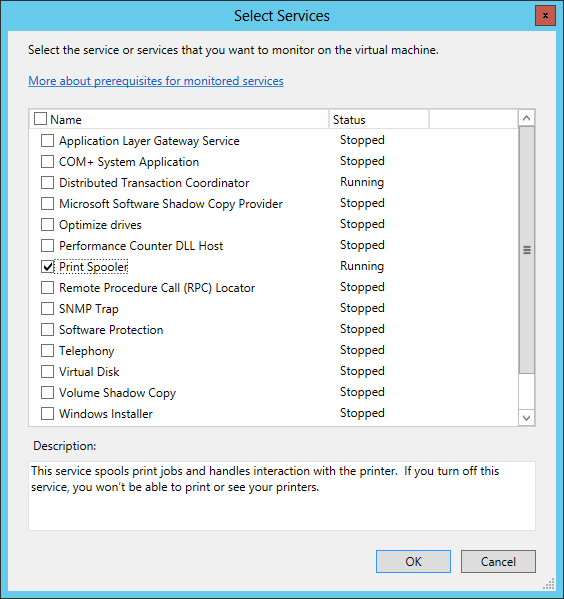 Select Services
x
Select the service or services that you want to monitor on the virtual machine.
More about prerequisites for monitored services
Name Status
Application Layer Gateway Service Stopped
COM+ System Application Stopped
Distributed Transaction Coordinator Running
Microsoft Software Shadow Copy Provider Stopped
Optimize drives Stopped
Performance Counter DLL Host Stopped
Print Spooler Running
Remote Procedure Call (RPC) Locator Stopped
SNMP Trap Stopped
Software Protection Stopped
Telephony Stopped
Virtual Disk Stopped
Volume Shadow Copy Stopped
Windows Installer Stopped
Description:
This service spools print jobs and handles interaction with the printer.  If you turn off this
service, you won't be able to print or see your printers.
OK Cancel